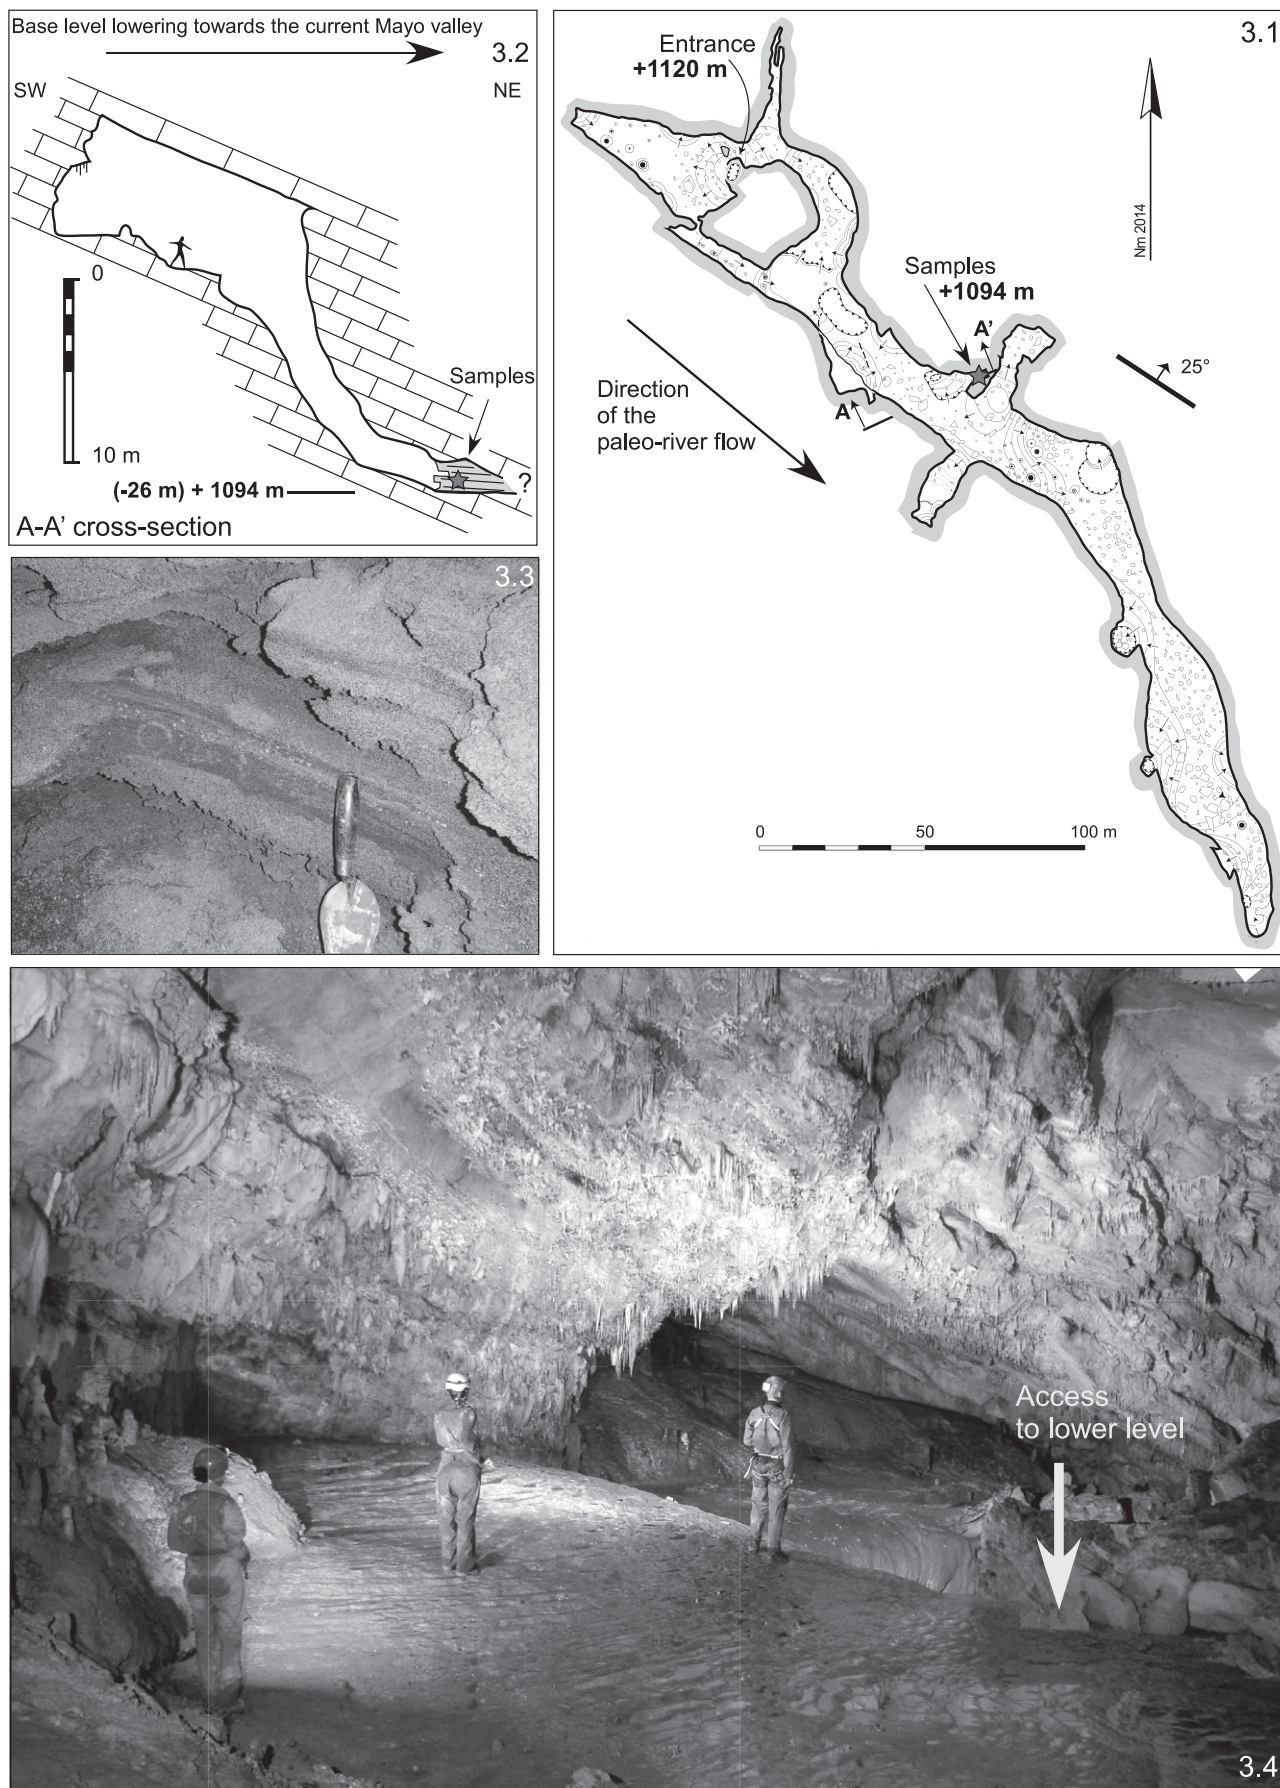 Base level lowering towards the current Mayo valley
3.2
SW
NE
0
10 m
Samples
?
(-26 m) + 1094 m
A-A' cross-section
3.1
Entrance
+1120 m
Nm 2014
Samples
+1094 m
A'
A
25°
Direction
of the
paleo-river flow
0
50
100 m
3.3
Access
to lower level
3.4